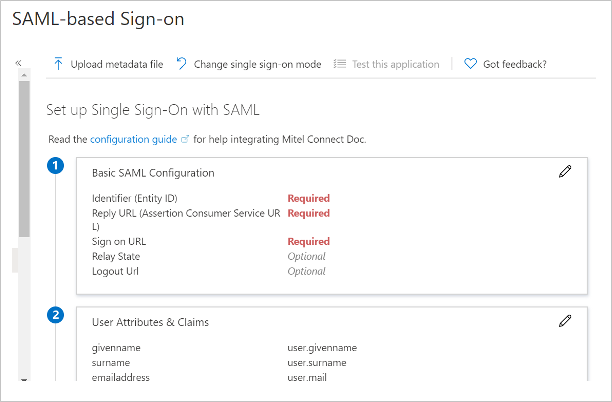 SAML-based Sign-on
Upload metadata file Change single sign-on mode Test this application Got feedback?
Set up Single Sign-On with SAML
Read the configuration guide for help integrating Mitel Connect Doc.
1
Basic SAML Configuration
Identifier (Entity ID) Required
Reply URL (Assertion Consumer Service UR Required
L)
Sign on URL Required
Relay State Optional
Logout Url Optional
2
User Attributes & Claims
givenname user.givenname
surname user.surname
emailaddress user.mail